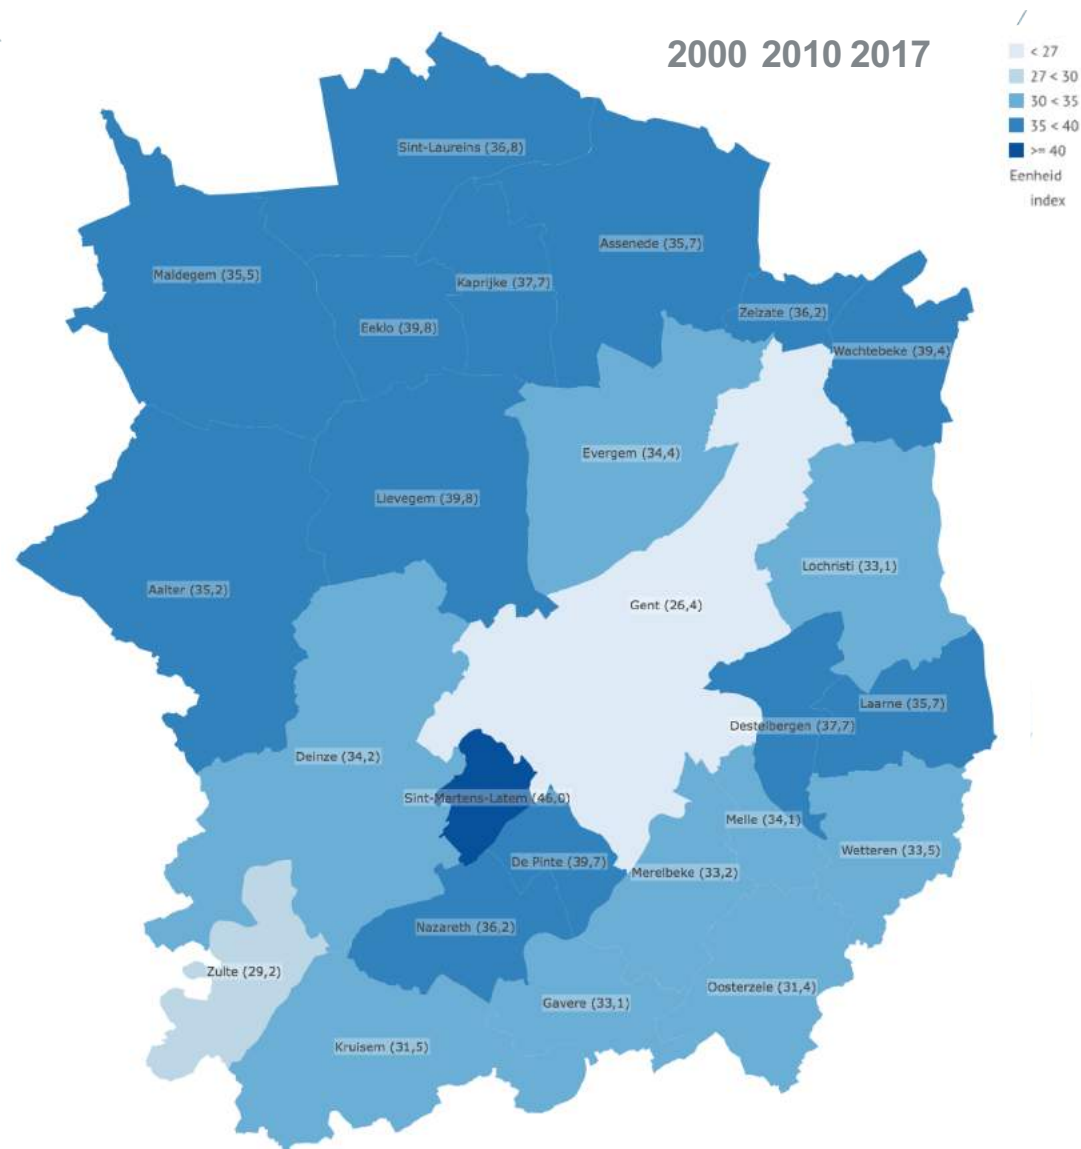 2000 2010 2017
< 27
27 < 30
30 < 35
35 < 40
>= 40
Eenheid
index
Sint-Laureins (36,8)
Assenede (35,7)
Maldegem (35,5)
Kaprijke (37,7)
Zelzate (36,2)
Eeklo (39,8)
Wachtebeke (39,4)
Evergem (34,4)
Lievegem (39,8)
Lochristi (33,1)
Aalter (35,2)
Gent (26,4)
Laarne (35,7)
Destelbergen (37,7)
Deinze (34,2)
Sint-Martens-Latem (46,0)
Melle (34,1)
Wetteren (33,5)
De Pinte (39,7)
Merelbeke (33,2)
Nazareth (36,2)
Zulte (29,2)
Oosterzele (31,4)
Gavere (33,1)
Kruisem (31,5)